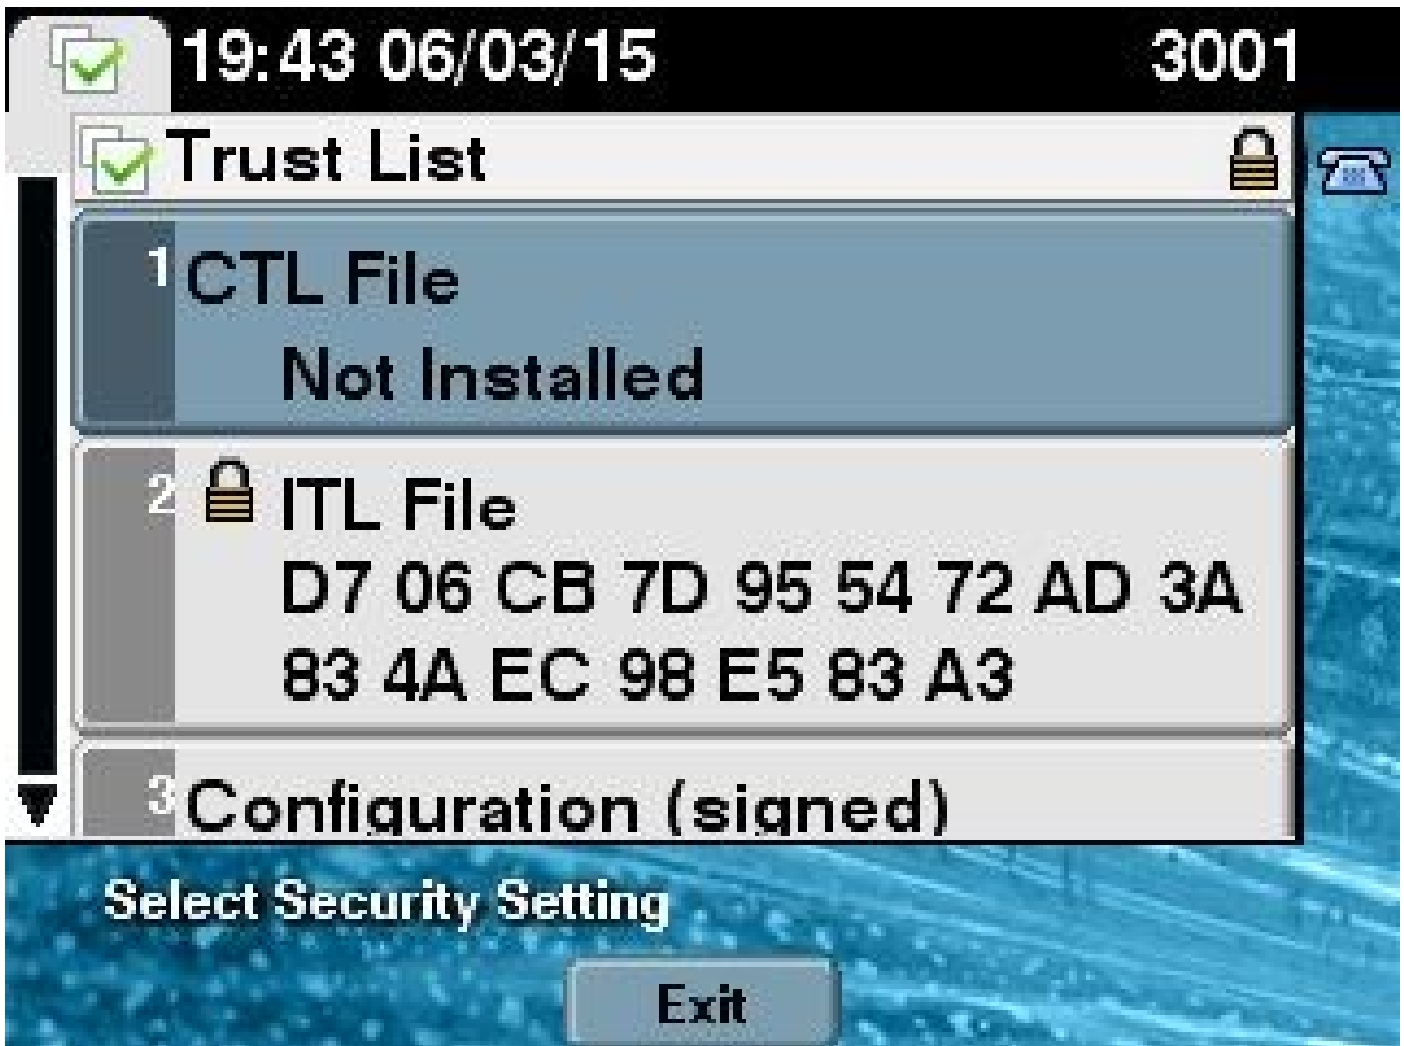 19:43 06/03/15
3001
Trust List
1 CTL File
Not Installed
2 ITL File
D7 06 CB 7D 95 54 72 AD 3A
83 4A EC 98 E5 83 A3
3 Configuration (signed)
Select Security Setting
Exit